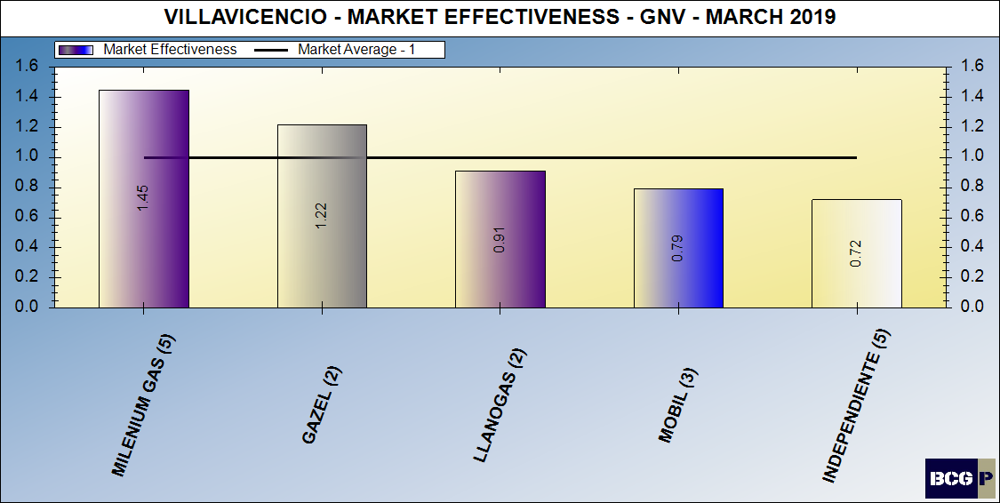 VILLAVICENCIO - MARKET EFFECTIVENESS - GNV - MARCH 2019
Market Effectiveness Market Average - 1
1.6 1.6
1.4 1.4
1.2 1.2
1.0 1.0
0.8 0.8
0.6 0.6
0.4 0.4
0.2 0.2
0.0 0.0
1.45
1.22
0.91
0.79
0.72
MILENIUM GAS (5)
GAZEL (2)
LLANOGAS (2)
MOBIL (3)
INDEPENDIENTE (5)
BCG P